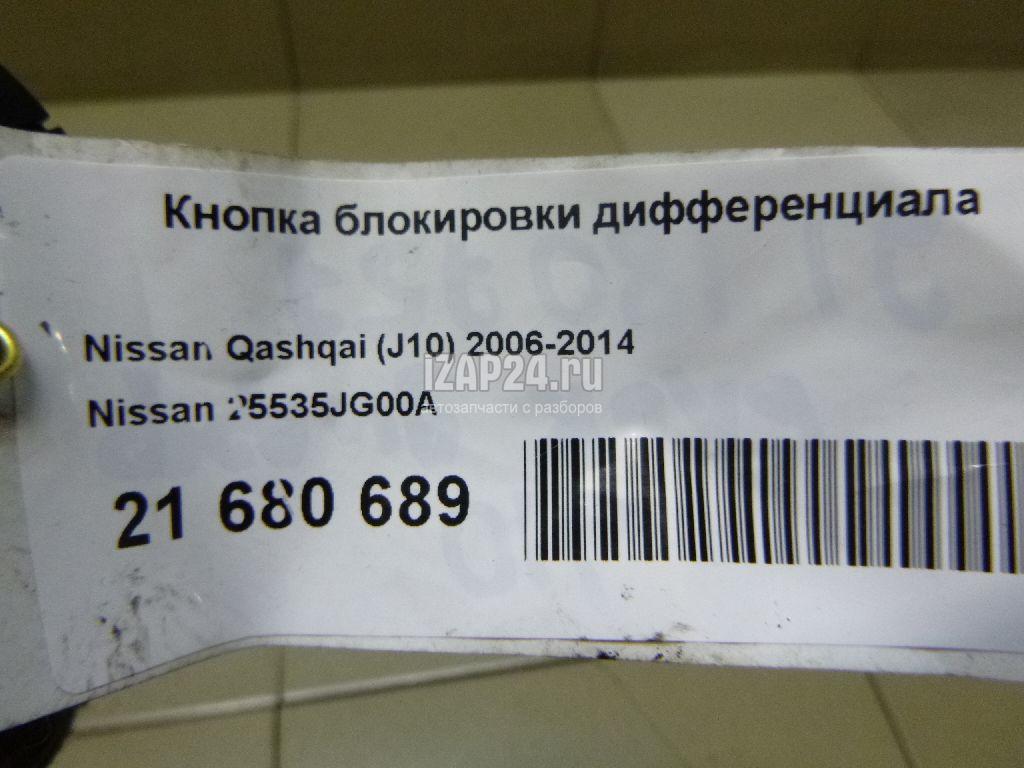 Кнопка блокировки дифференциала
Nissan Qashqai (J10) 2006-2014
iZAP24.ru
Nissan 25535JG00A
автозапчасти с разборов
21 680 689